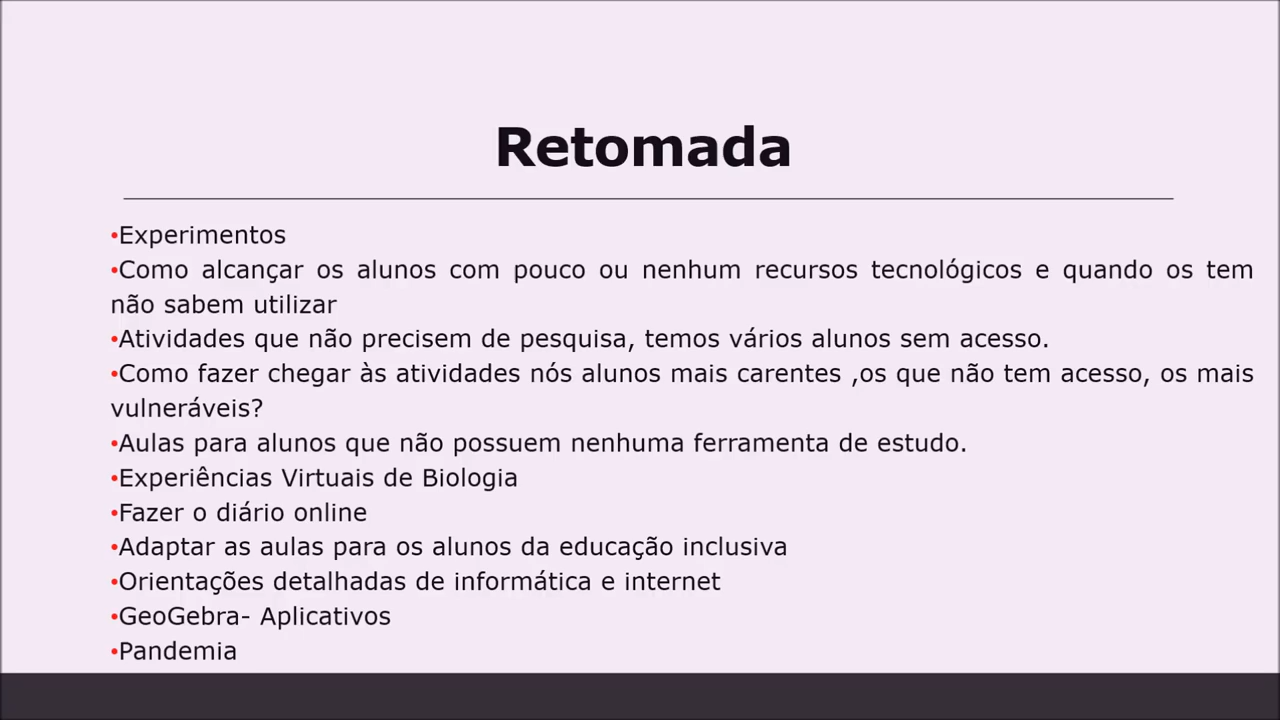 Retomada
•Experimentos
•Como alcançar os alunos com pouco ou nenhum recursos tecnológicos e quando os tem
não sabem utilizar
•Atividades que não precisem de pesquisa, temos vários alunos sem acesso.
•Como fazer chegar às atividades nós alunos mais carentes ,os que não tem acesso, os mais
vulneráveis?
•Aulas para alunos que não possuem nenhuma ferramenta de estudo.
•Experiências Virtuais de Biologia
•Fazer o diário online
•Adaptar as aulas para os alunos da educação inclusiva
•Orientações detalhadas de informática e internet
•GeoGebra- Aplicativos
•Pandemia